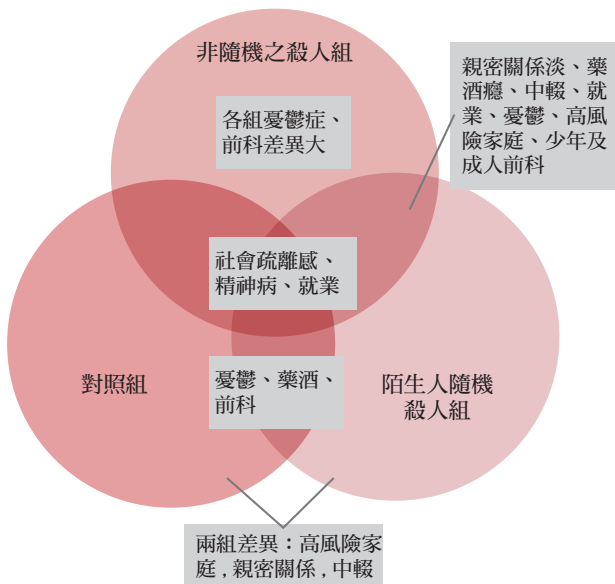 非隨機之殺人組
親密關係淡、藥
酒癮、中輟、就
業、憂鬱、高風
險家庭、少年及
成人前科
各組憂鬱症、
前科差異大
社會疏離感、
精神病、就業
對照組
憂鬱、藥酒、
前科
陌生人隨機
殺人組
兩組差異：高風險家
庭 , 親密關係 , 中輟